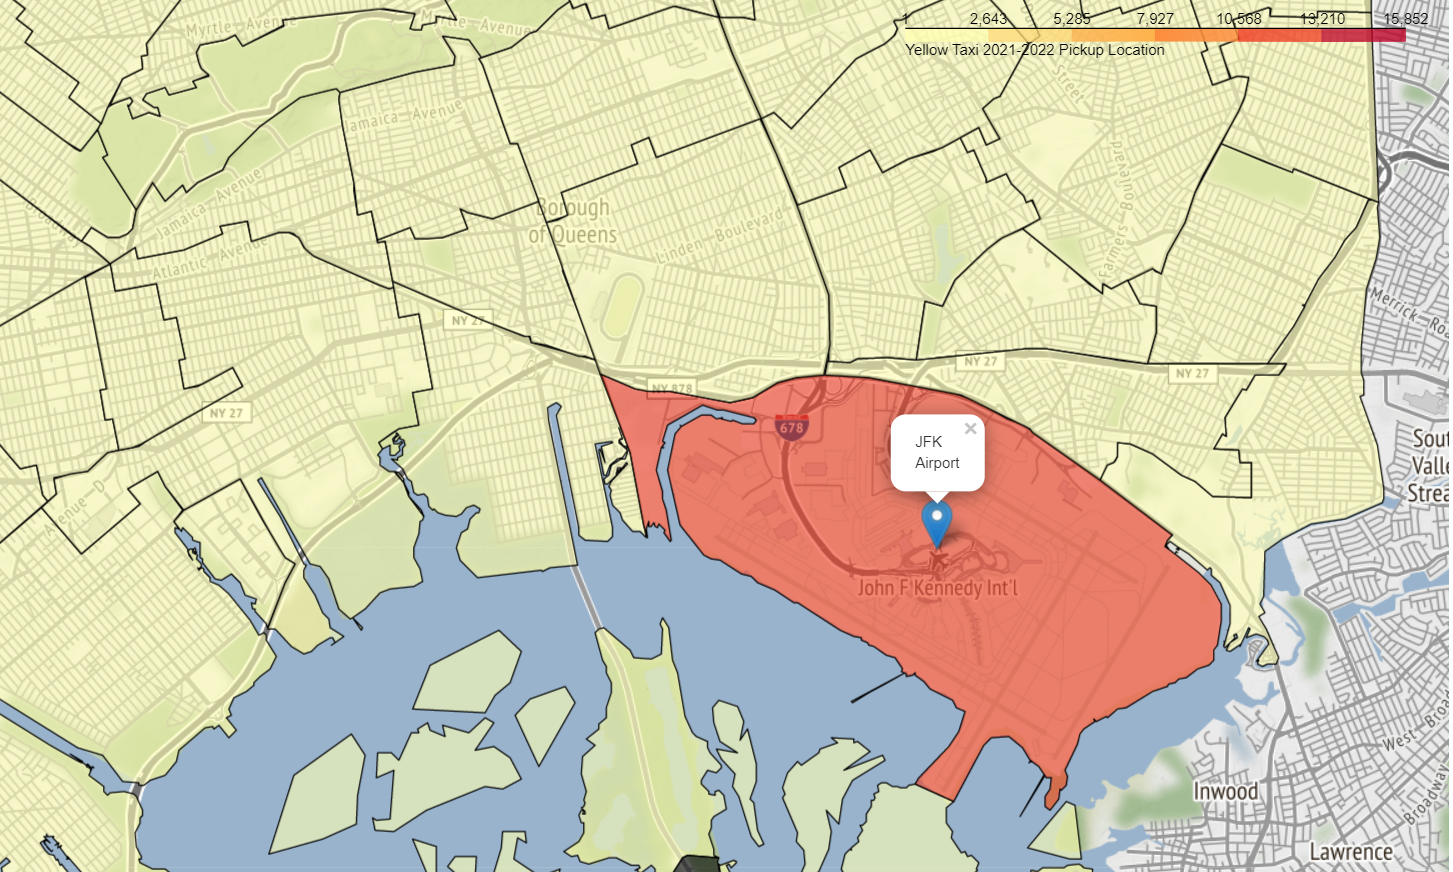 1 2,643 5,285 7,927 10,568 13,210 15,852
Yellow Taxi 2021-2022 Pickup Location
Myrtle Avenue
Myrtle - Avenue
Jamaica - Avenue
Street
Jamaica Avenue
Farmers Boulevard
Borough
of Queens
Linden - Boulevard
Atlantic Avenue
Merrick - Roa
NY 27
NY 27
NY 27
NY 878
NY 27
678
JFK
Airport
×
Sout
Valle
Strea
Avenue - D
John F Kennedy Int'l
West Bro
Inwood
Broadway
Lawrence